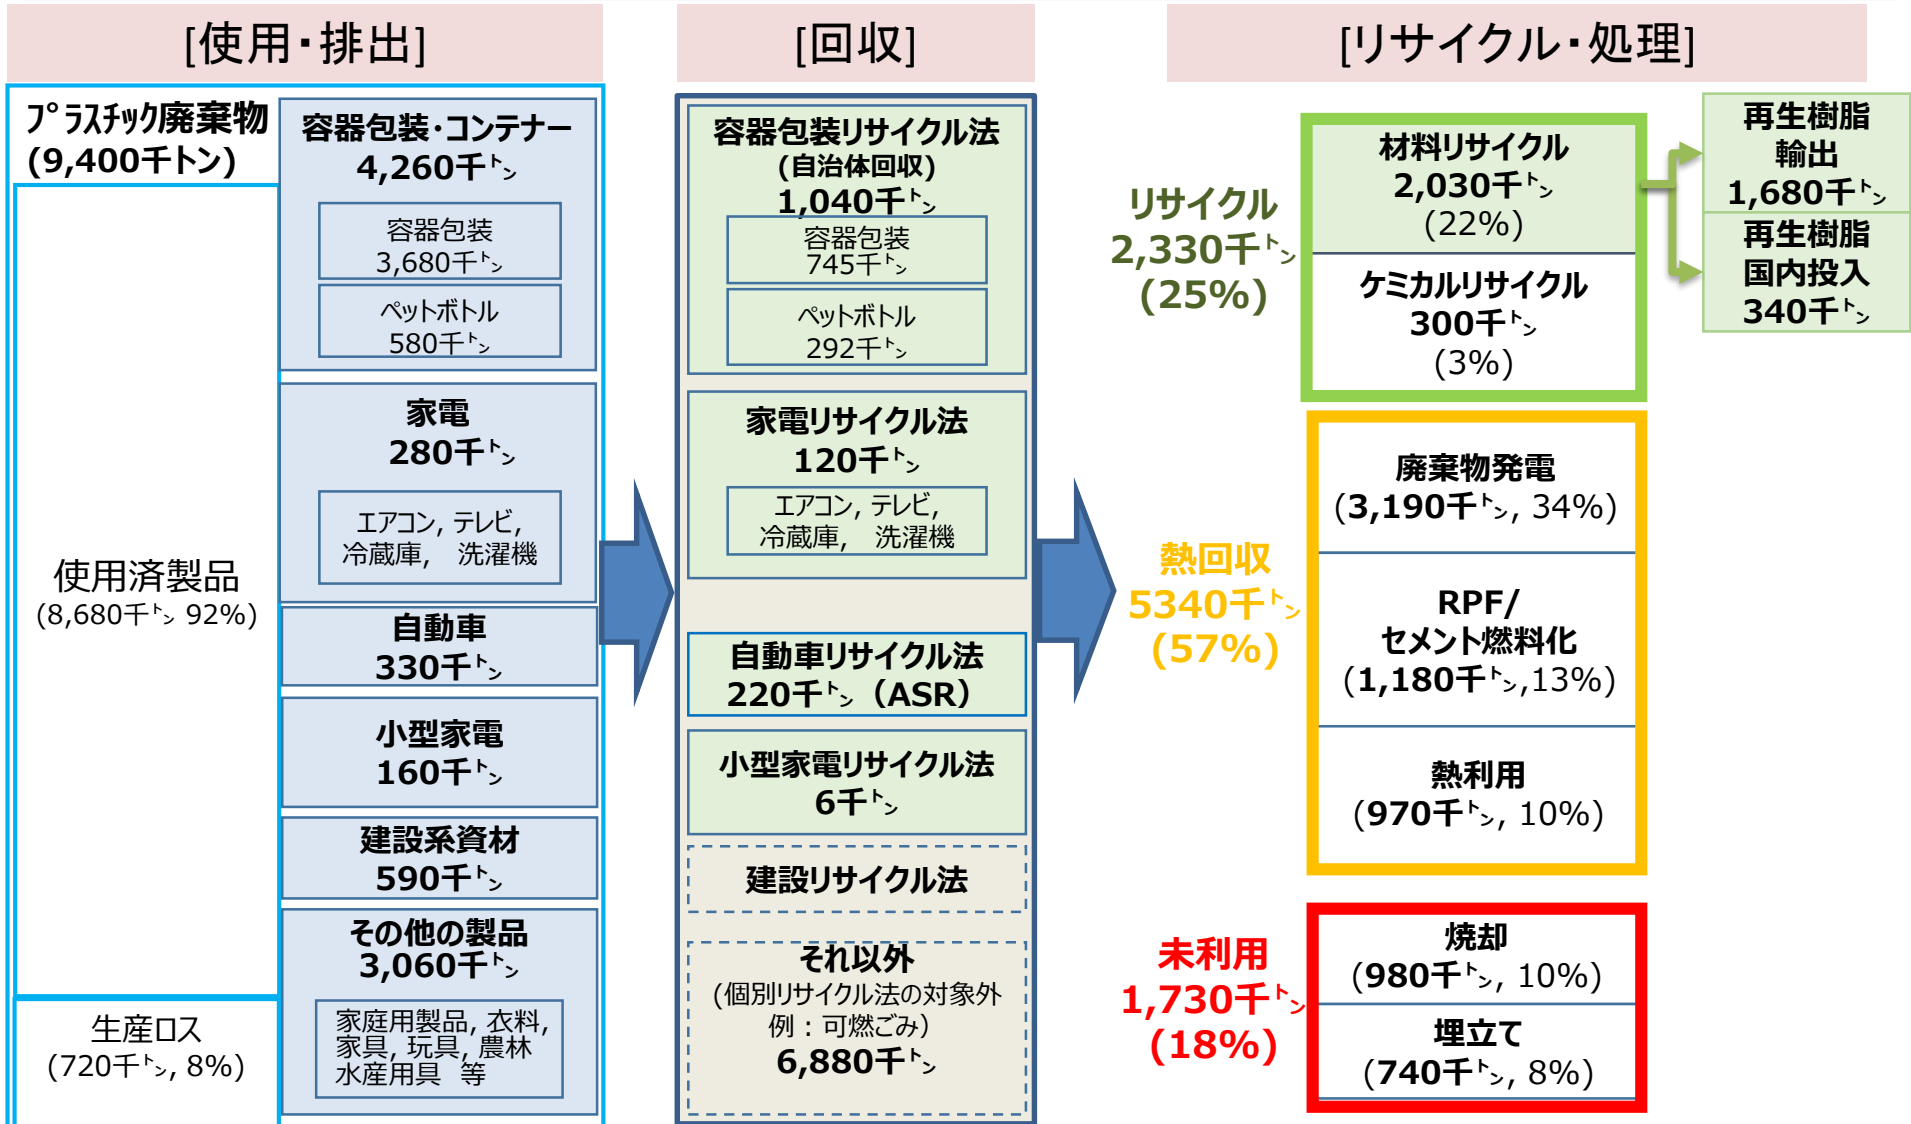 [使用・排出]
プラスチック廃棄物
(9,400千トン)
使用済製品
(8,680千トン 92%)
生産ロス
(720千トン, 8%)
容器包装・コンテナー
4,260千トン
容器包装
3,680千トン
ペットボトル
580千トン
家電
280千トン
エアコン, テレビ,
冷蔵庫, 洗濯機
自動車
330千トン
小型家電
160千トン
建設系資材
590千トン
その他の製品
3,060千トン
家庭用製品, 衣料,
家具, 玩具, 農林
水産用具 等
[回収]
容器包装リサイクル法
(自治体回収)
1,040千トン
容器包装
745千トン
ペットボトル
292千トン
家電リサイクル法
120千トン
エアコン, テレビ,
冷蔵庫, 洗濯機
自動車リサイクル法
220千トン（ASR）
小型家電リサイクル法
6千トン
建設リサイクル法
それ以外
(個別リサイクル法の対象外
例：可燃ごみ)
6,880千トン
[リサイクル・処理]
リサイクル
2,330千トン
(25%)
材料リサイクル
2,030千トン
(22%)
ケミカルリサイクル
300千トン
(3%)
再生樹脂
輸出
1,680千トン
再生樹脂
国内投入
340千トン
熱回収
5340千トン
(57%)
廃棄物発電
(3,190千トン, 34%)
RPF/
セメント燃料化
(1,180千トン,13%)
熱利用
(970千トン, 10%)
未利用
1,730千トン
(18%)
焼却
(980千トン, 10%)
埋立て
(740千トン, 8%)